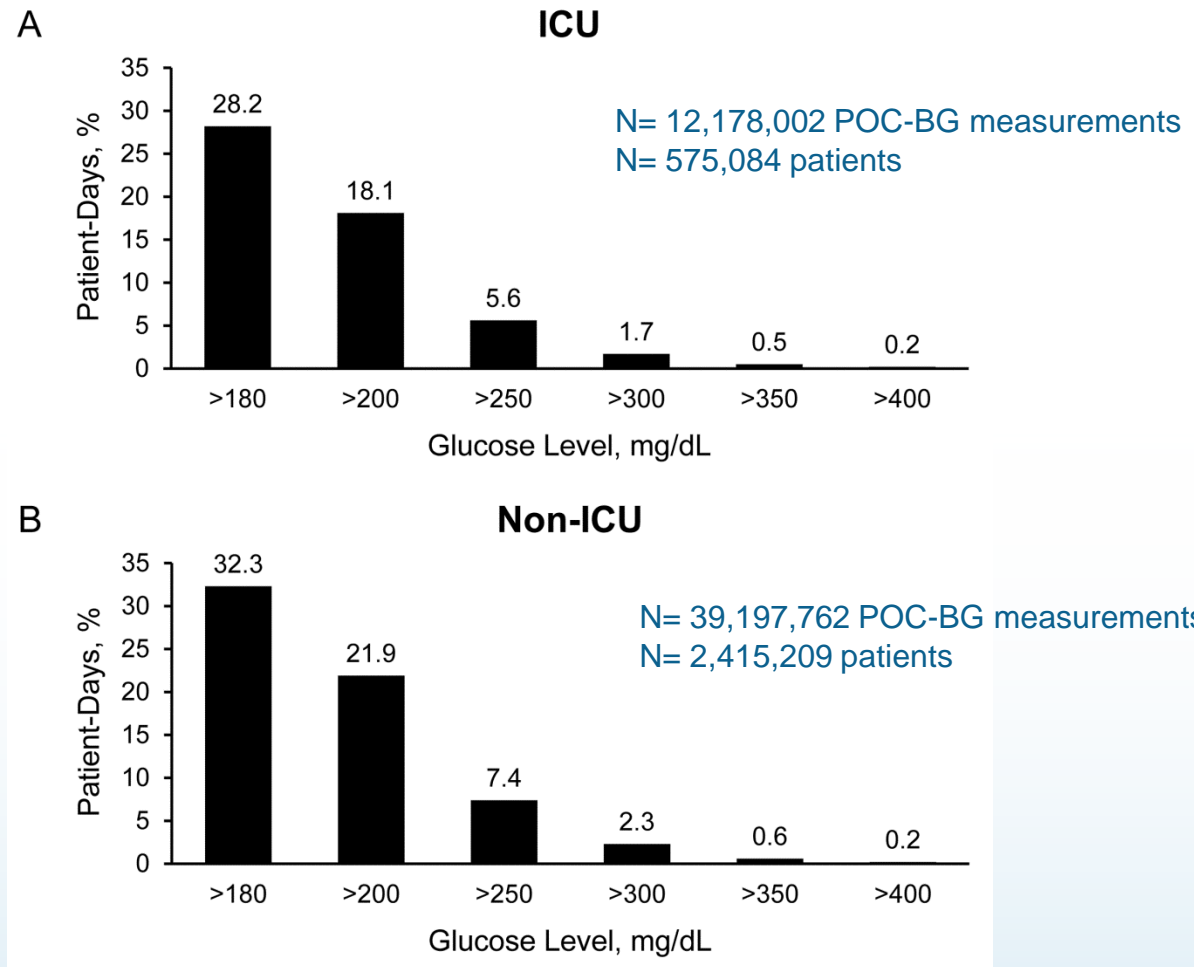 A
ICU
35
30
25
20
15
10
5
0
Patient-Days, %
28.2
18.1
5.6
1.7
0.5
0.2
N= 12,178,002 POC-BG measurements
N= 575,084 patients
>180 >200 >250 >300 >350 >400
Glucose Level, mg/dL
B
Non-ICU
35
30
25
20
15
10
5
0
Patient-Days, %
32.3
21.9
7.4
2.3
0.6
0.2
N= 39,197,762 POC-BG measurements
N= 2,415,209 patients
>180 >200 >250 >300 >350 >400
Glucose Level, mg/dL